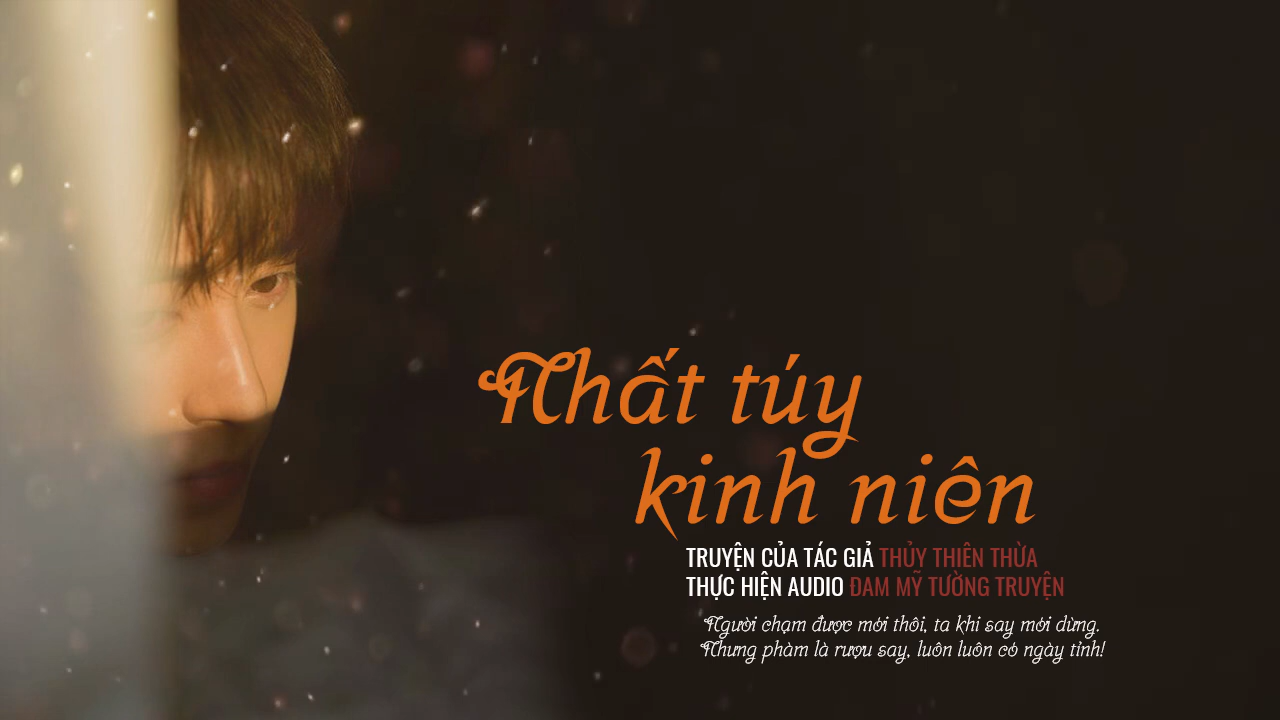 Nhất túy
kinh niên
TRUYỆN CỦA TÁC GIẢ THỦY THIÊN THỪA
THỰC HIỆN AUDIO ĐAM MỸ TƯỜNG TRUYỆN
Người chạm được mới thôi, ta khi say mới dừng.
Nhưng phàm là rượu say, luôn luôn có ngày tỉnh!